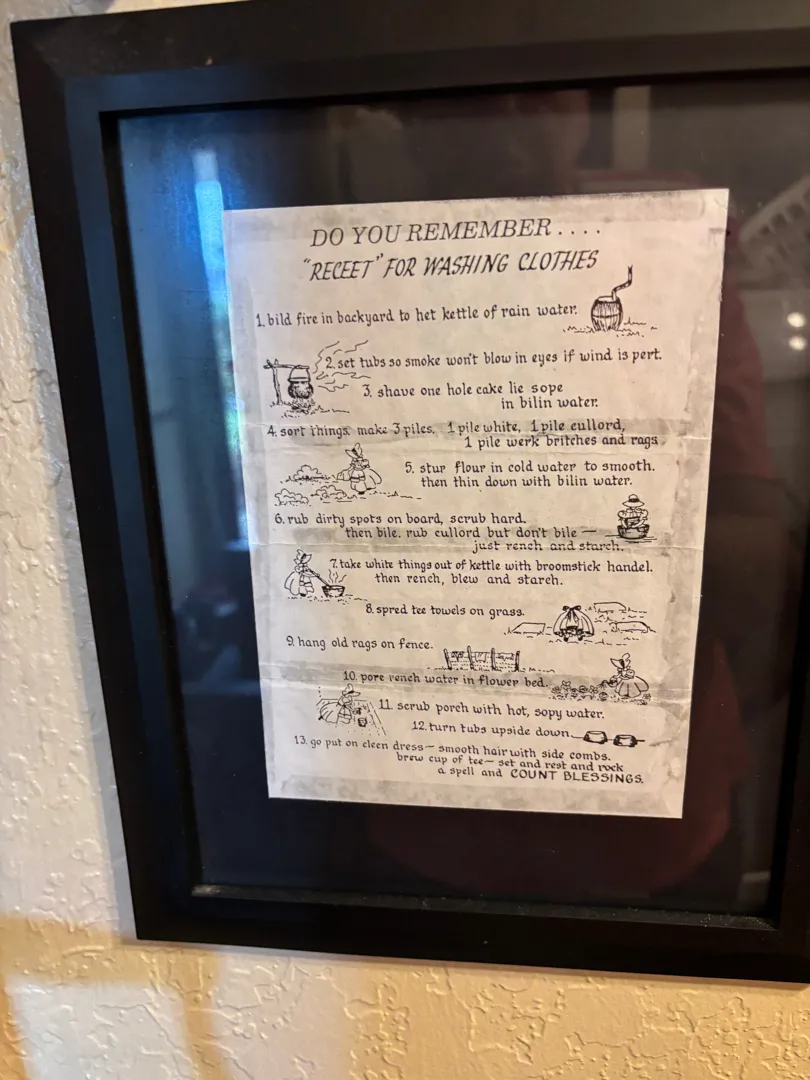 DO YOU REMEMBER . . . .
"RECEET" FOR WASHING CLOTHES
1. bild fire in backyard to het kettle of rain water.
2. set tubs so smoke won't blow in eyes if wind is pert.
3. shave one hole cake lie sope
in bilin water.
4. sort things. make 3 piles. 1 pile white, 1 pile cullord,
1 pile werk britches and rags.
5. stur flour in cold water to smooth.
then thin down with bilin water.
6. rub dirty spots on board, scrub hard.
then bile. rub cullord but don't bile —
just rench and starch.
7. take white things out of kettle with broomstick handel.
then rench, blew and starch.
8. spred tee towels on grass.
9. hang old rags on fence.
10. pore rench water in flower bed.
11. scrub porch with hot, sopy water.
12. turn tubs upside down.
13. go put on cleen dress — smooth hair with side combs.
brew cup of tee — set and rest and rock
a spell and COUNT BLESSINGS.